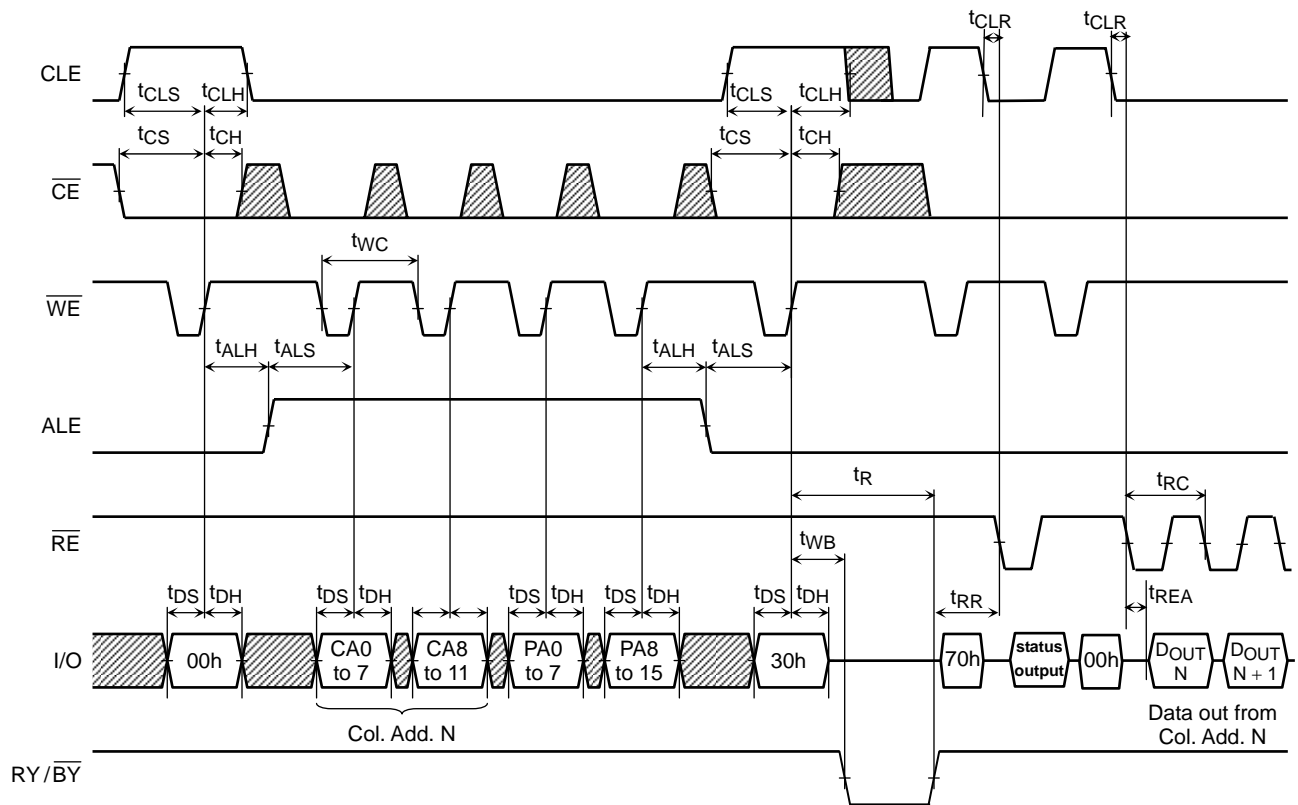 tCLR tCLR
CLE
tCLS tCLH tCLS tCLH
tCS tCH tCS tCH
CE
tWC
WE
tALH tALS tALH tALS
ALE
tR
tRC
RE
tWB
tDS tDH tDS tDH tDS tDH tDS tDH tDS tDH tRR tREA
I/O
00h
CA0 to 7
CA8 to 11
PA0 to 7
PA8 to 15
30h
70h
status output
00h
DOUT N
DOUT N + 1
Col. Add. N
Data out from
Col. Add. N
RY/BY